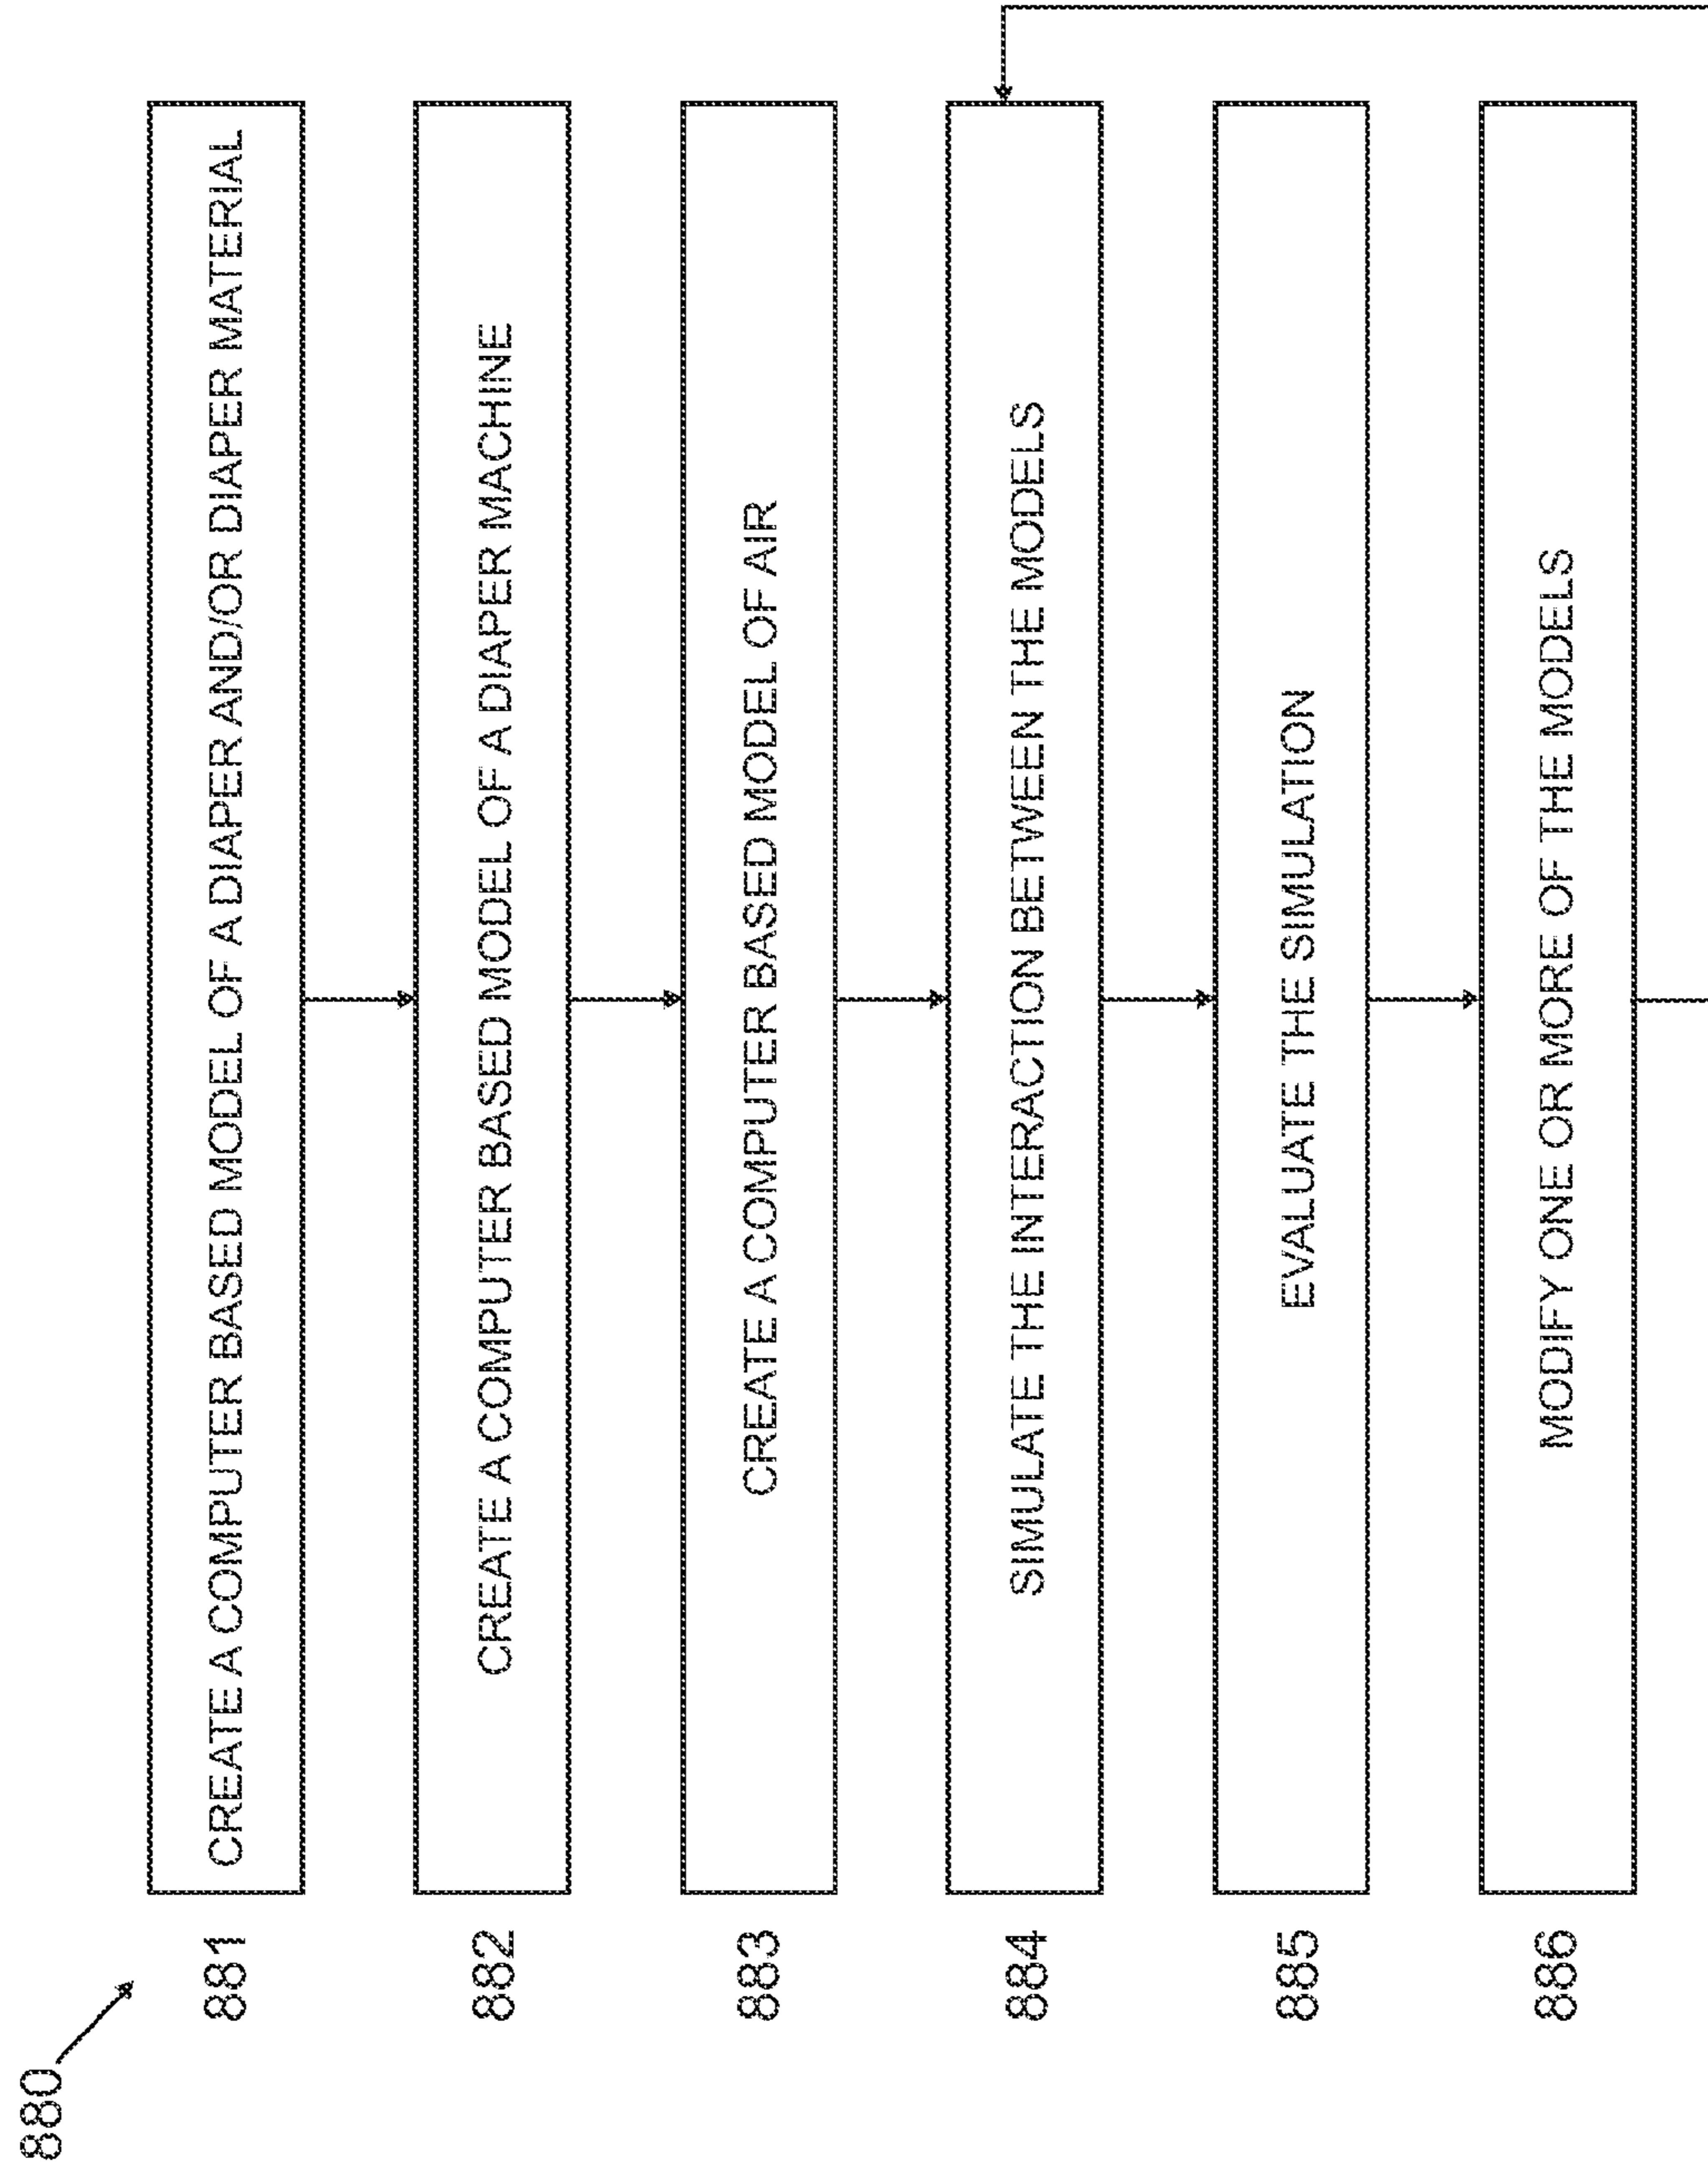 880
881 CREATE A COMPUTER BASED MODEL OF A DIAPER AND/OR DIAPER MATERIAL
882 CREATE A COMPUTER BASED MODEL OF A DIAPER MACHINE
883 CREATE A COMPUTER BASED MODEL OF AIR
884 SIMULATE THE INTERACTION BETWEEN THE MODELS
885 EVALUATE THE SIMULATION
886 MODIFY ONE OR MORE OF THE MODELS